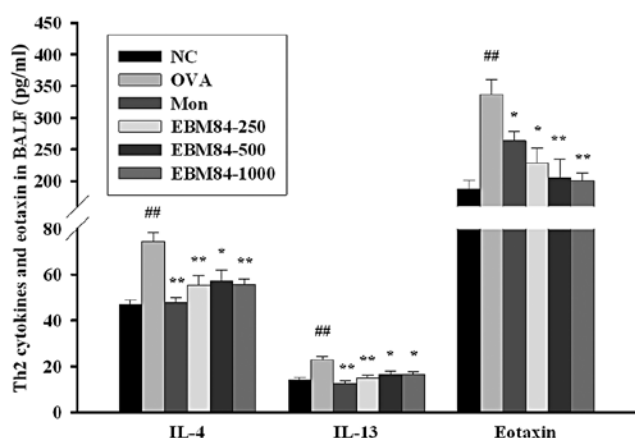 Th2 cytokines and eotaxin in BALF (pg/ml)
450
400
350
300
250
200
80
60
40
20
0
NC
OVA
Mon
EBM84-250
EBM84-500
EBM84-1000
##
**
**
*
**
##
**
**
*
*
##
*
*
**
**
IL-4
IL-13
Eotaxin